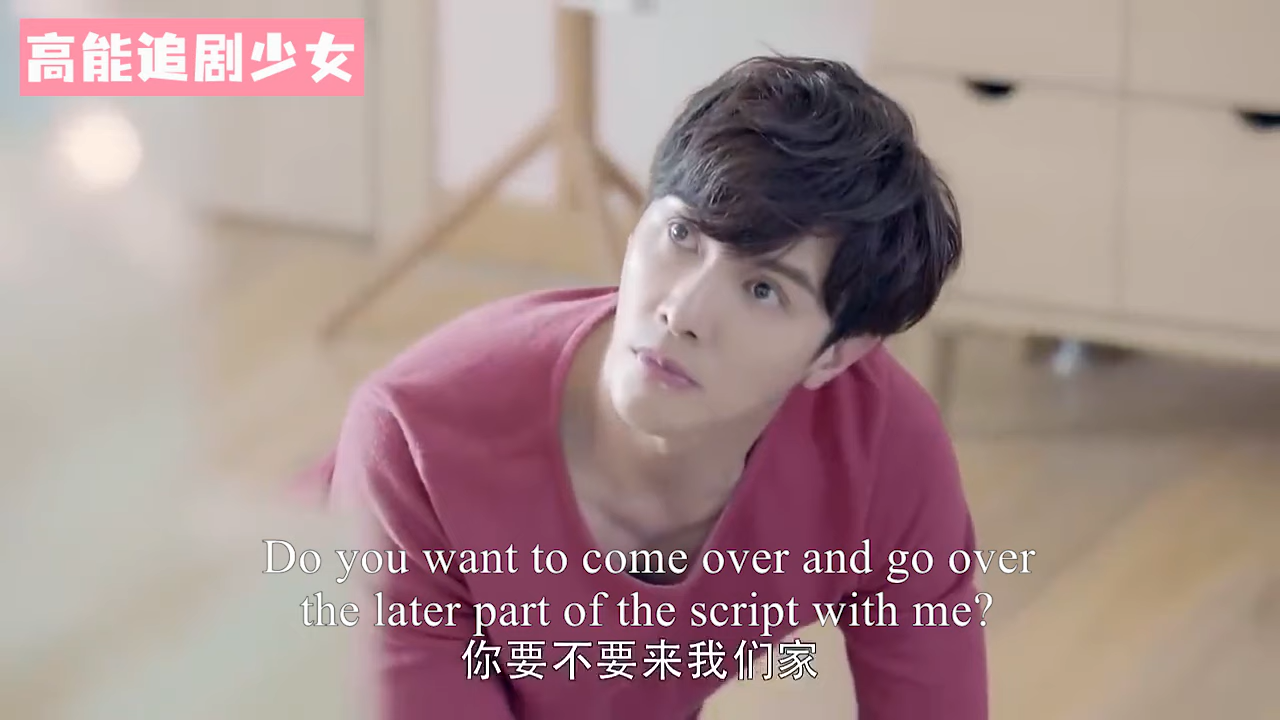 高能追剧少女
Do you want to come over and go over
the later part of the script with me?
你要不要来我们家